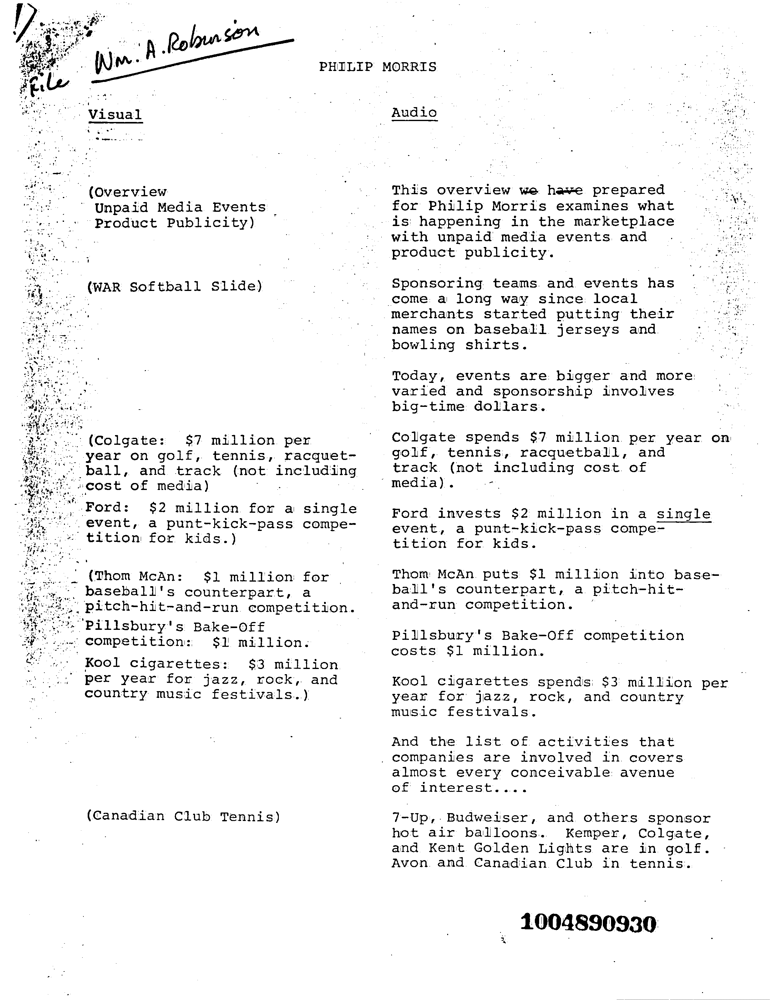 1)
File
Wm. A. Robinson
PHILIP MORRIS
Visual
Audio
(Overview
Unpaid Media Events
Product Publicity)
This overview we have prepared
for Philip Morris examines what
is happening in the marketplace
with unpaid media events and
product publicity.
(WAR Softball Slide)
Sponsoring teams and events has
come a long way since local
merchants started putting their
names on baseball jerseys and
bowling shirts.
Today, events are bigger and more
varied and sponsorship involves
big-time dollars.
(Colgate: $7 million per
year on golf, tennis, racquet-
ball, and track (not including
cost of media)
Colgate spends $7 million per year on
golf, tennis, racquetball, and
track (not including cost of
media).
Ford: $2 million for a single
event, a punt-kick-pass compe-
tition for kids.)
Ford invests $2 million in a single
event, a punt-kick-pass compe-
tition for kids.
(Thom McAn: $1 million for
baseball's counterpart, a
pitch-hit-and-run competition.
Thom McAn puts $1 million into base-
ball's counterpart, a pitch-hit-
and-run competition.
Pillsbury's Bake-Off
competition: $1 million.
Pillsbury's Bake-Off competition
costs $1 million.
Kool cigarettes: $3 million
per year for jazz, rock, and
country music festivals.)
Kool cigarettes spends $3 million per
year for jazz, rock, and country
music festivals.
And the list of activities that
companies are involved in covers
almost every conceivable avenue
of interest....
(Canadian Club Tennis)
7-Up, Budweiser, and others sponsor
hot air balloons. Kemper, Colgate,
and Kent Golden Lights are in golf.
Avon and Canadian Club in tennis.
1004890930